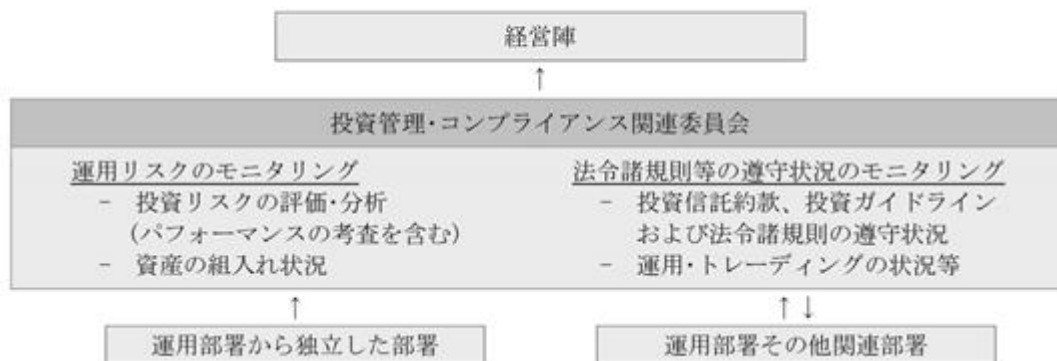 経営陣
↑
投資管理･コンプライアンス関連委員会
運用リスクのモニタリング
− 投資リスクの評価･分析
(パフォーマンスの考査を含む)
− 資産の組入れ状況
法令諸規則等の遵守状況のモニタリング
− 投資信託約款、投資ガイドライン
および法令諸規則の遵守状況
− 運用･トレーディングの状況等
↑
↑↓
運用部署から独立した部署
運用部署その他関連部署